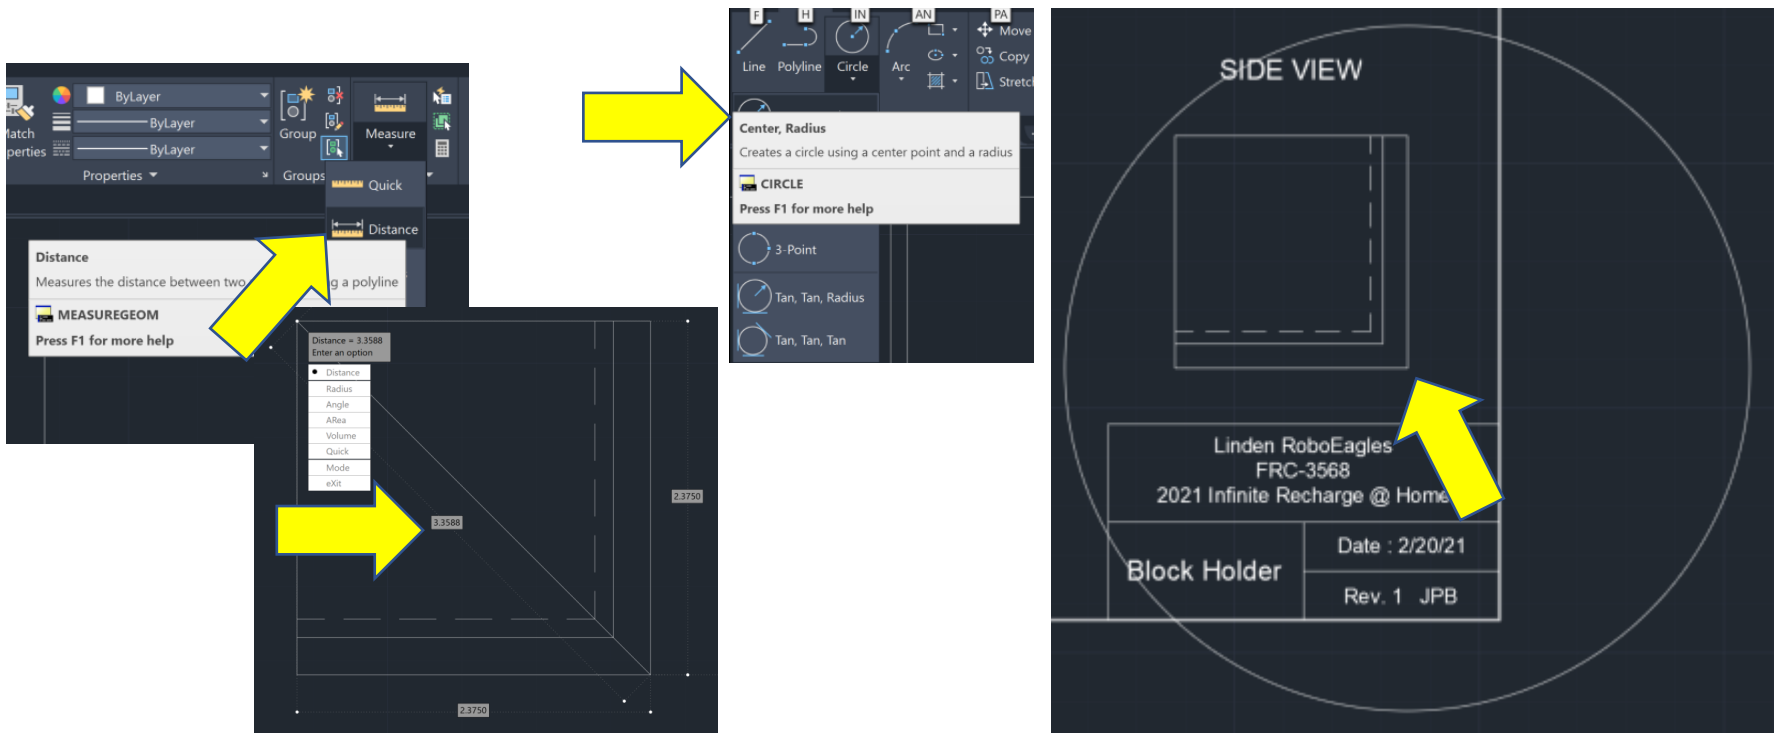 ByLayer
ByLayer
ByLayer
Match
Properties
Properties
Group
Groups
Measure
Quick
Distance
Distance
Measures the distance between two
g a polyline
MEASUREGEOM
Press F1 for more help
Distance = 3.3588
Enter an option
Distance
Radius
Angle
ARea
Volume
Quick
Mode
eXit
3.3588
2.3750
2.3750
F
H
IN
AN
PA
Line
Polyline
Circle
Arc
Move
Copy
Stretch
Center, Radius
Creates a circle using a center point and a radius
CIRCLE
Press F1 for more help
3-Point
Tan, Tan, Radius
Tan, Tan, Tan
SIDE VIEW
Linden RoboEagles
FRC-3568
2021 Infinite Recharge @ Home
Block Holder
Date : 2/20/21
Rev. 1 JPB